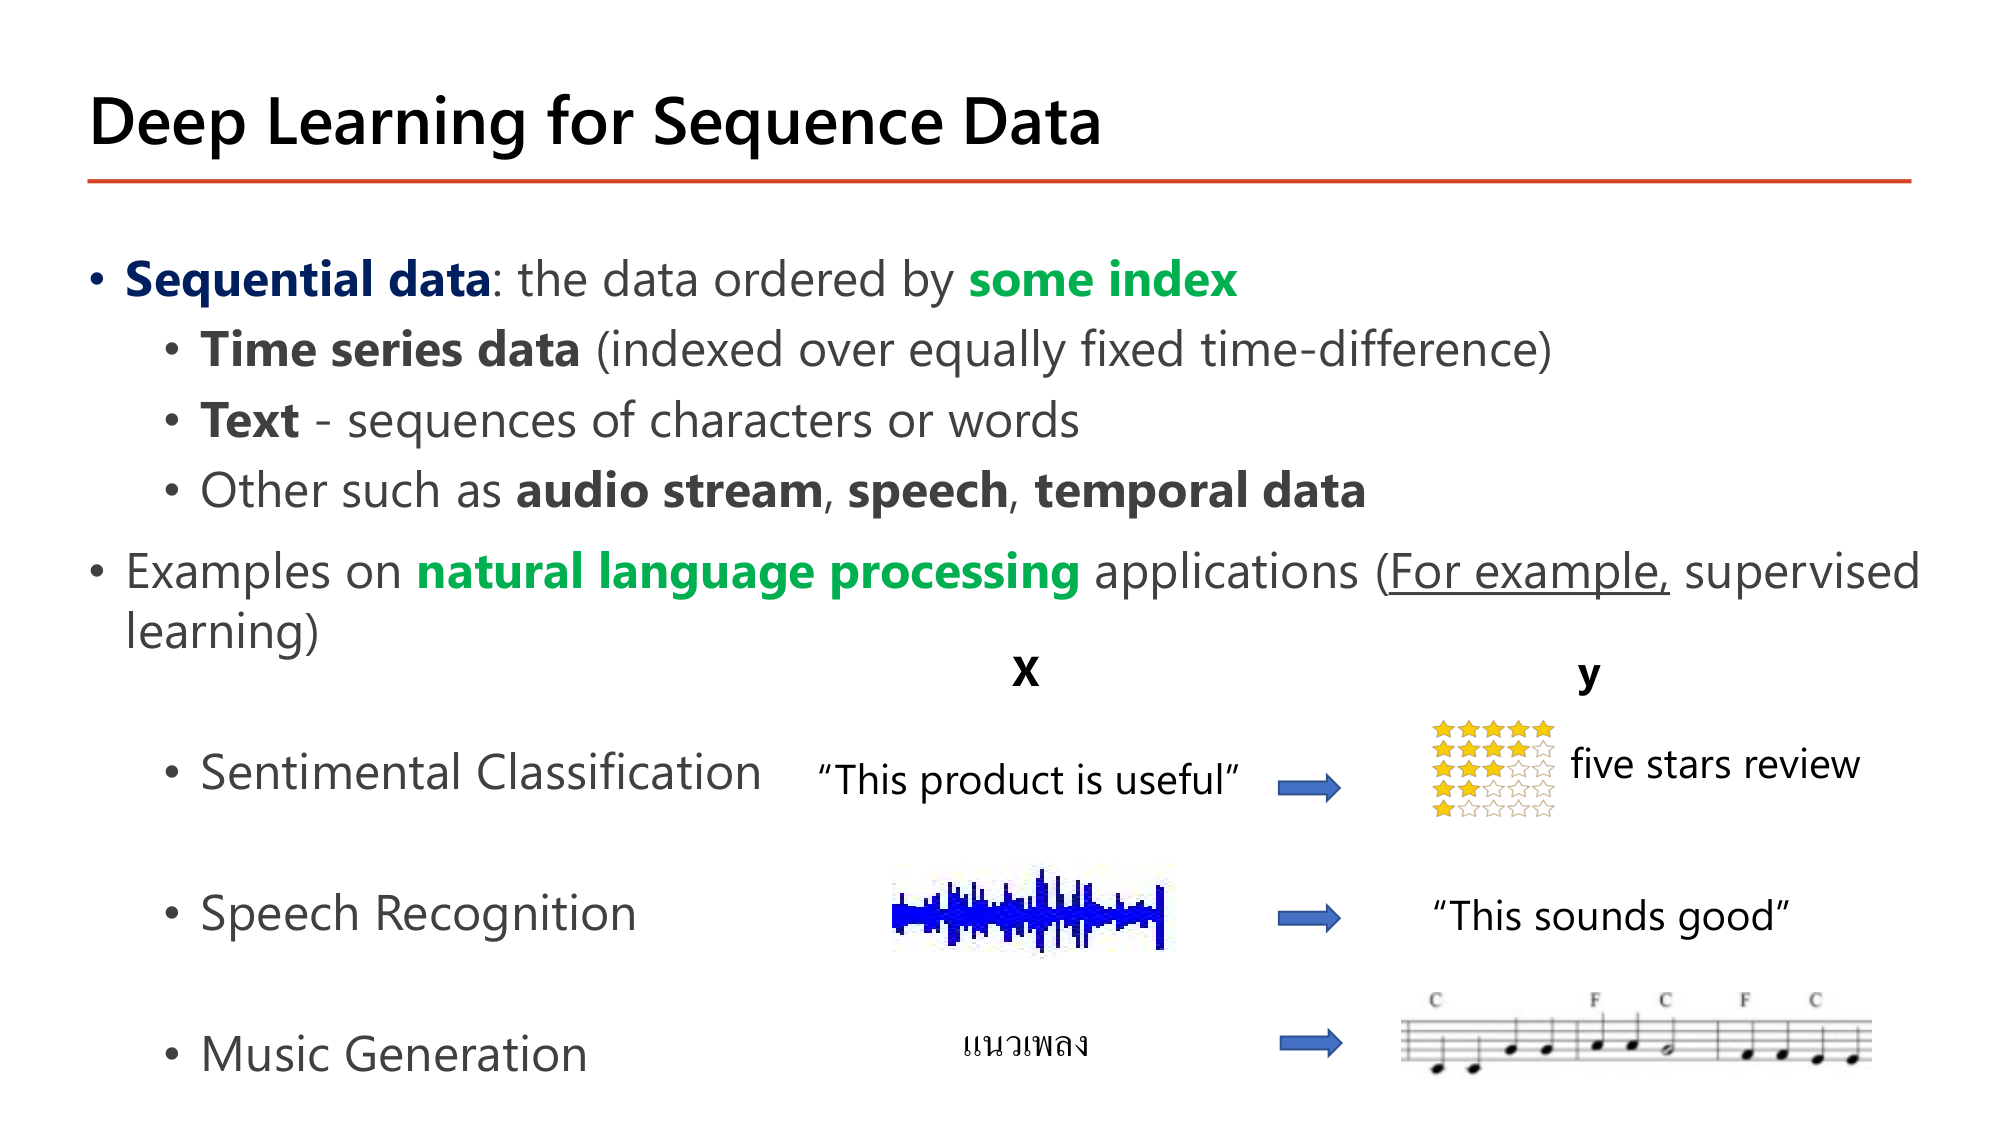 Deep Learning for Sequence Data
• Sequential data: the data ordered by some index
• Time series data (indexed over equally fixed time-difference)
• Text - sequences of characters or words
• Other such as audio stream, speech, temporal data
• Examples on natural language processing applications (For example, supervised
learning)
X y
• Sentimental Classification “This product is useful” five stars review
• Speech Recognition “This sounds good”
C F C F C
• Music Generation แนวเพลง